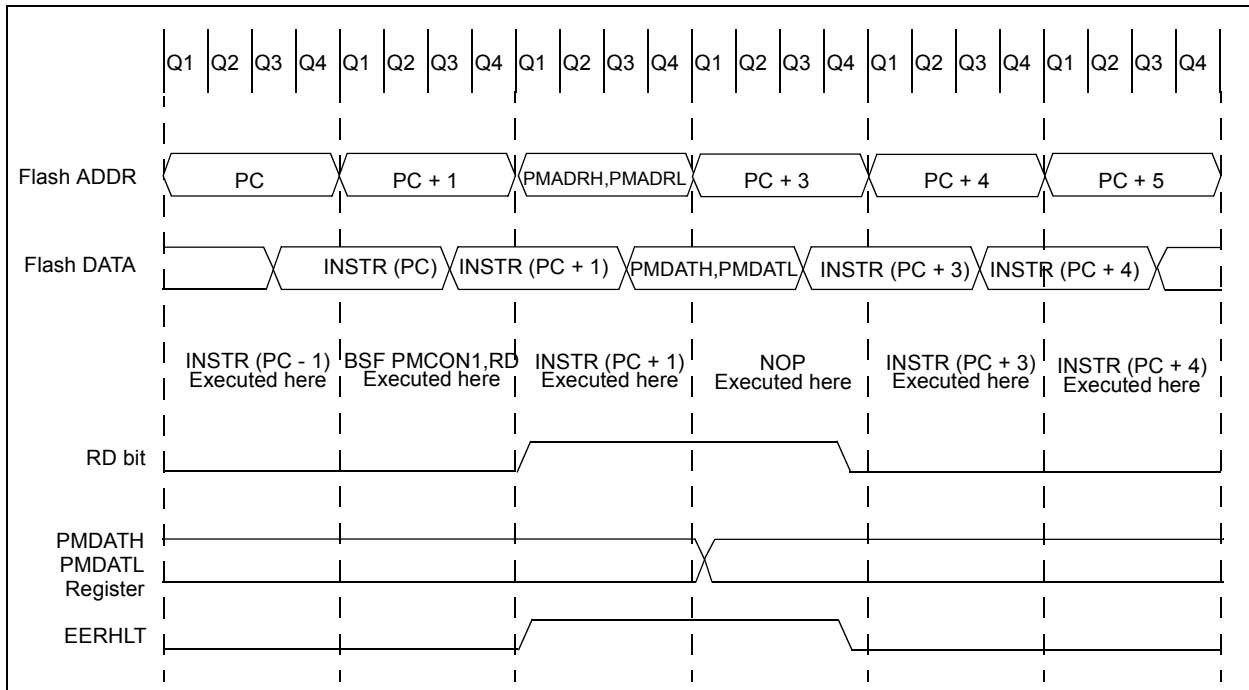 Q1 Q2 Q3 Q4 Q1 Q2 Q3 Q4 Q1 Q2 Q3 Q4 Q1 Q2 Q3 Q4 Q1 Q2 Q3 Q4 Q1 Q2 Q3 Q4
Flash ADDR PC PC + 1 PMADRH,PMADRL PC + 3 PC + 4 PC + 5
Flash DATA INSTR (PC) INSTR (PC + 1) PMDATH,PMDATL INSTR (PC + 3) INSTR (PC + 4)
INSTR (PC - 1) BSF PMCON1,RD INSTR (PC + 1) NOP INSTR (PC + 3) INSTR (PC + 4)
Executed here Executed here Executed here Executed here Executed here Executed here
RD bit
PMDATH
PMDATL
Register
EERHLT